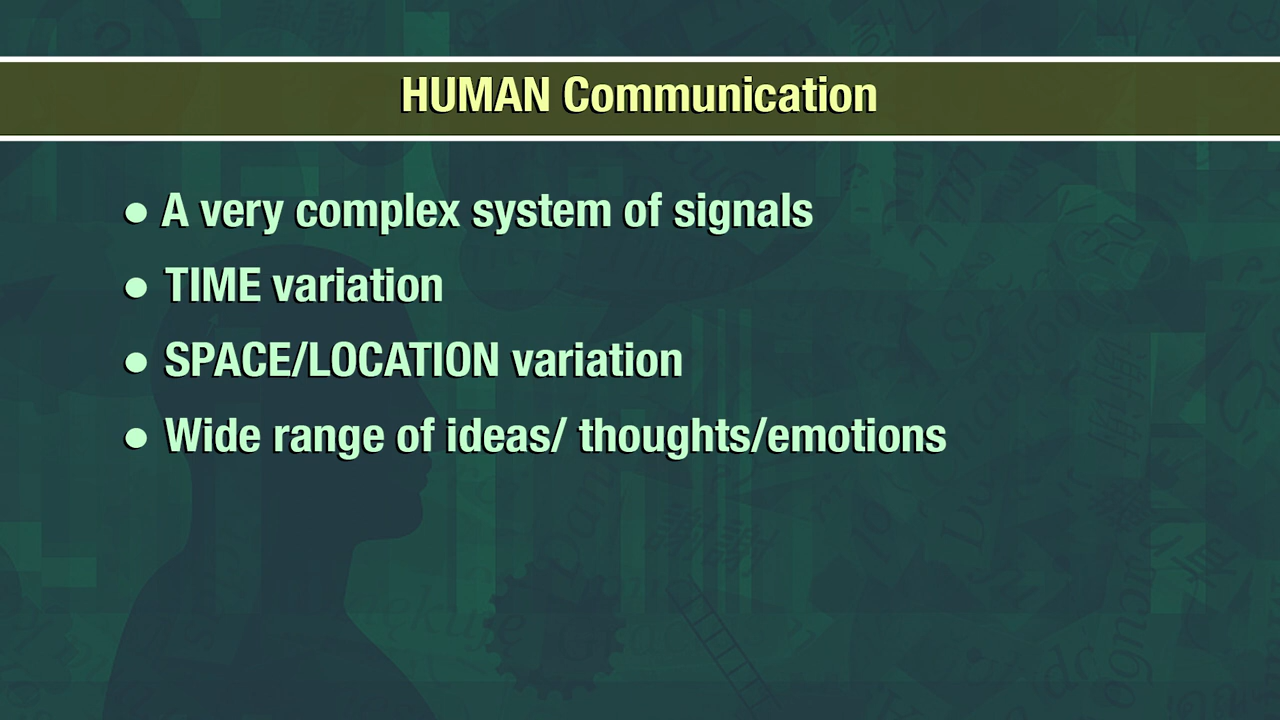 HUMAN Communication
● A very complex system of signals
● TIME variation
● SPACE/LOCATION variation
● Wide range of ideas/ thoughts/emotions